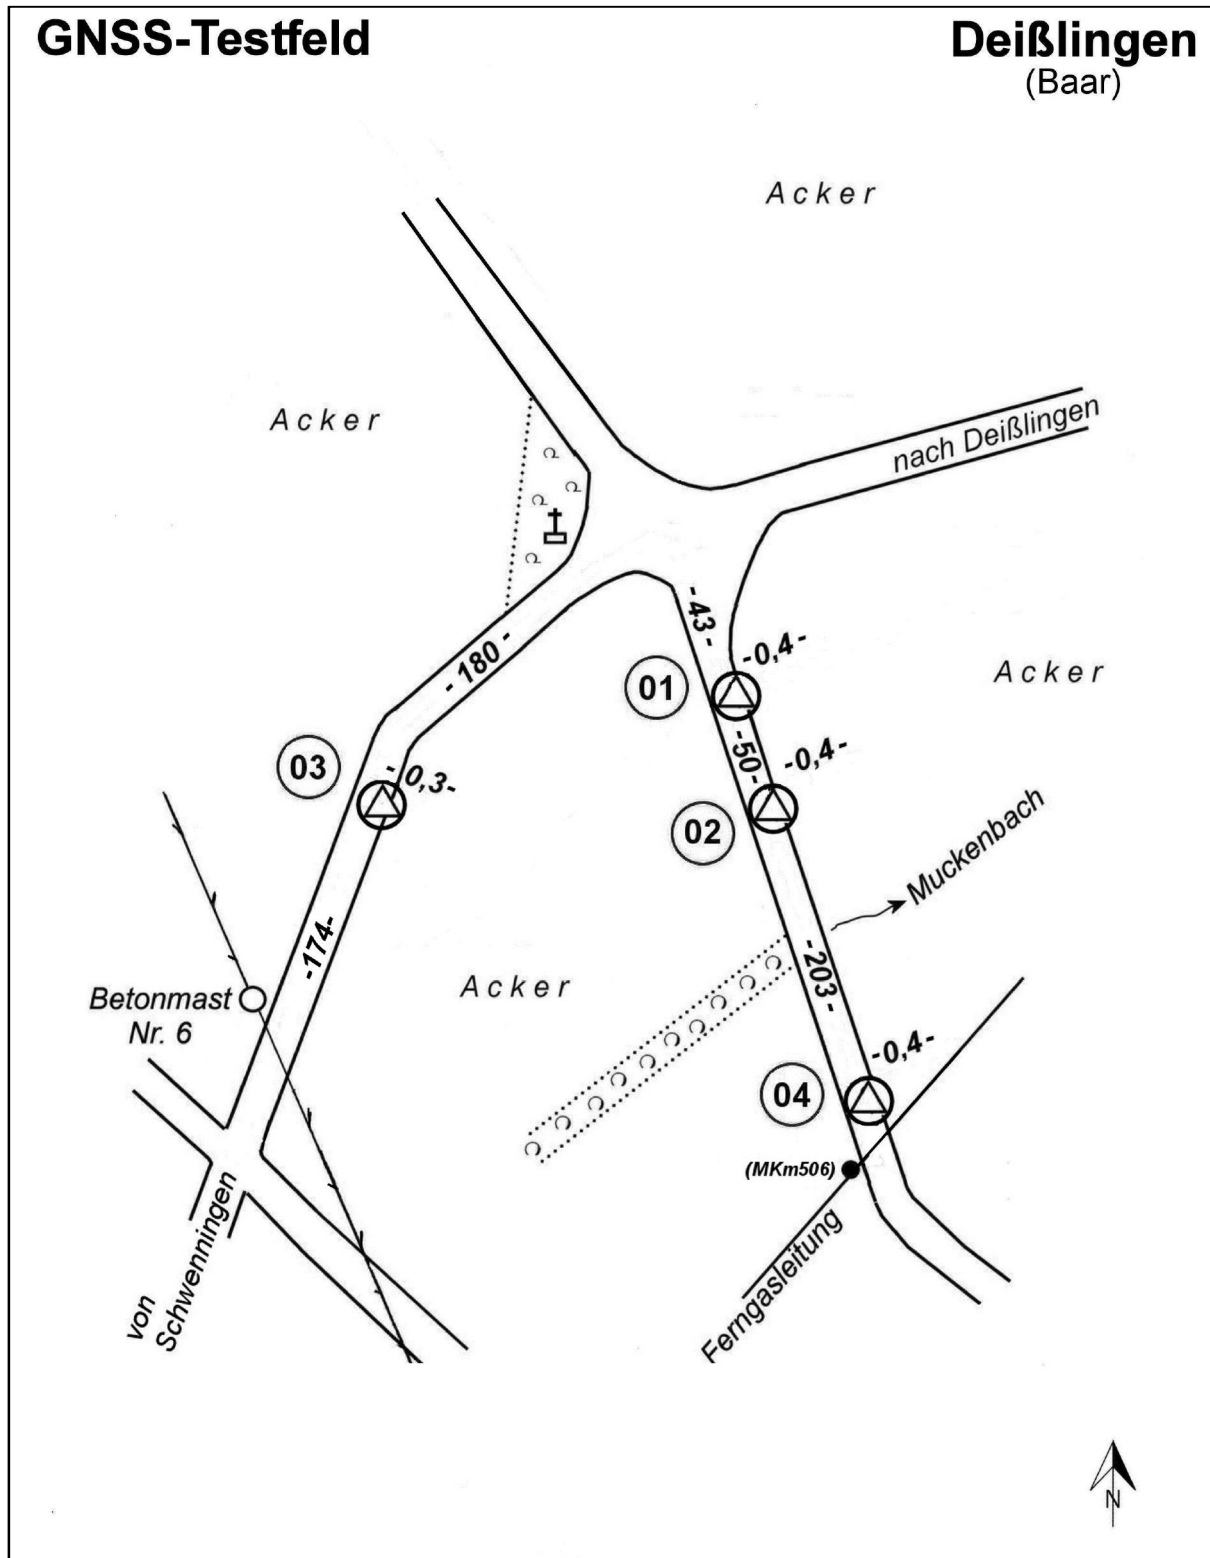 GNSS-Testfeld
Deißlingen
(Baar)
Acker
Acker
nach Deißlingen
-43-
-180-
01
-0,4-
Acker
03
-0,3-
-50-
-0,4-
02
Muckenbach
-174-
Acker
-203-
Betonmast
Nr. 6
04
-0,4-
(MKm506)
von
Schwenningen
Ferngasleitung
N